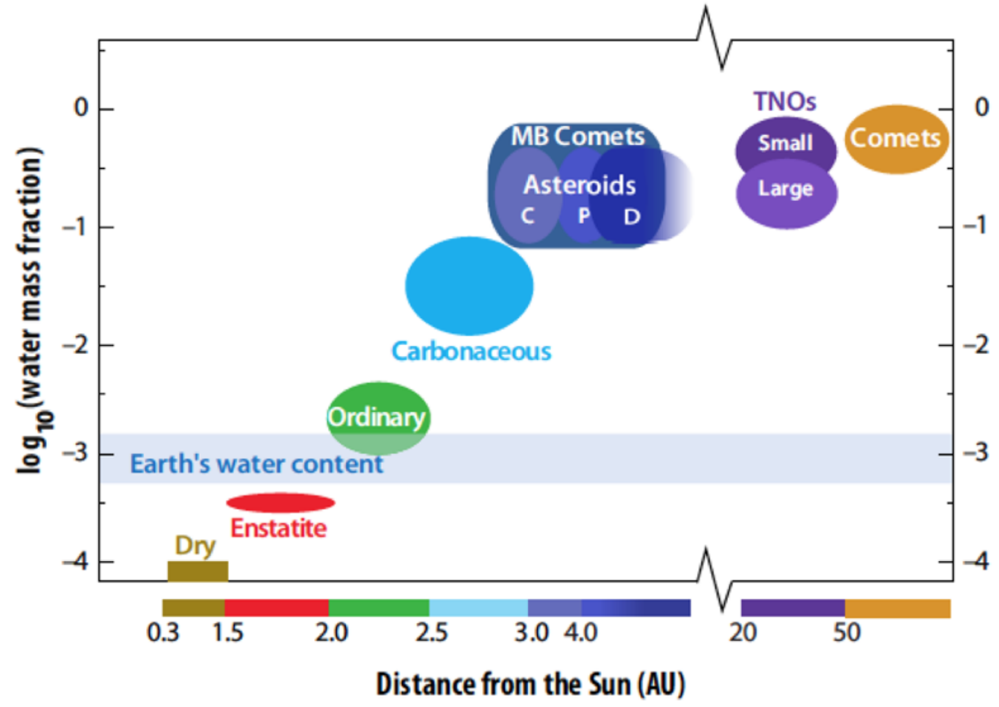 TNOs
0
0
Small
Comets
MB Comets
Asteroids
C P D
Large
−1
−1
Carbonaceous
−2
−2
Ordinary
−3
−3
Earth's water content
Enstatite
Dry
−4
−4
log10(water mass fraction)
0.3 1.5 2.0 2.5 3.0 4.0 20 50
Distance from the Sun (AU)